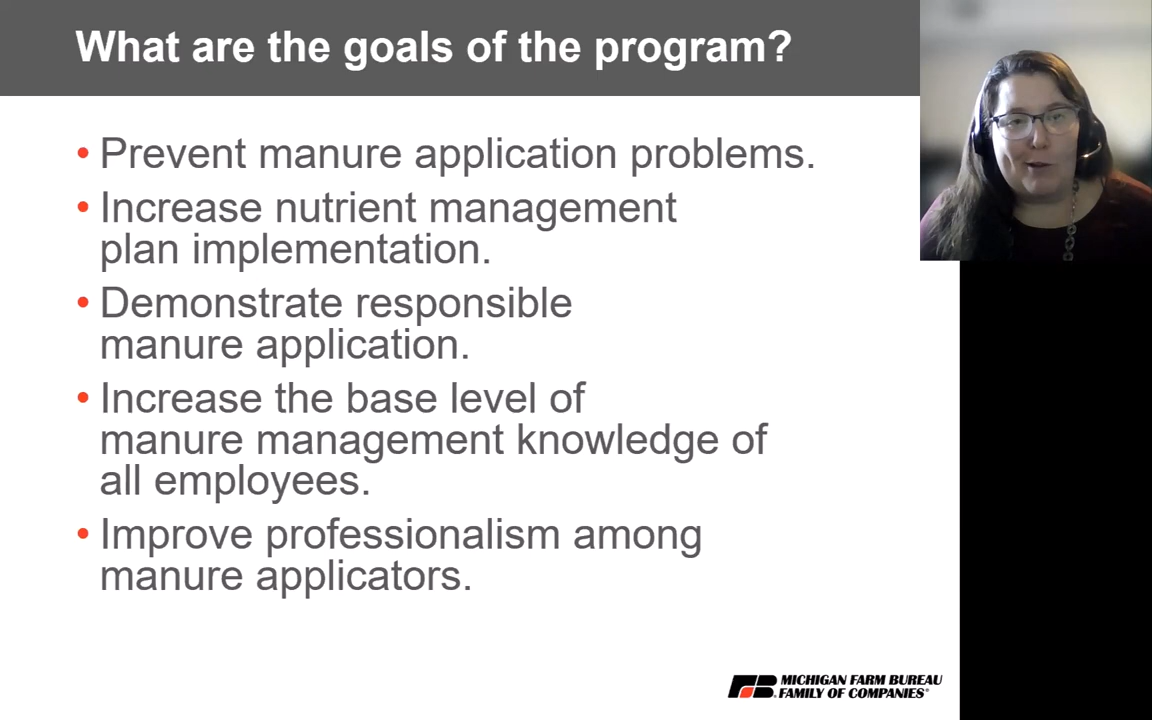 What are the goals of the program?
• Prevent manure application problems.
• Increase nutrient management
plan implementation.
• Demonstrate responsible
manure application.
• Increase the base level of
manure management knowledge of
all employees.
• Improve professionalism among
manure applicators.
FB MICHIGAN FARM BUREAU
FAMILY OF COMPANIES®